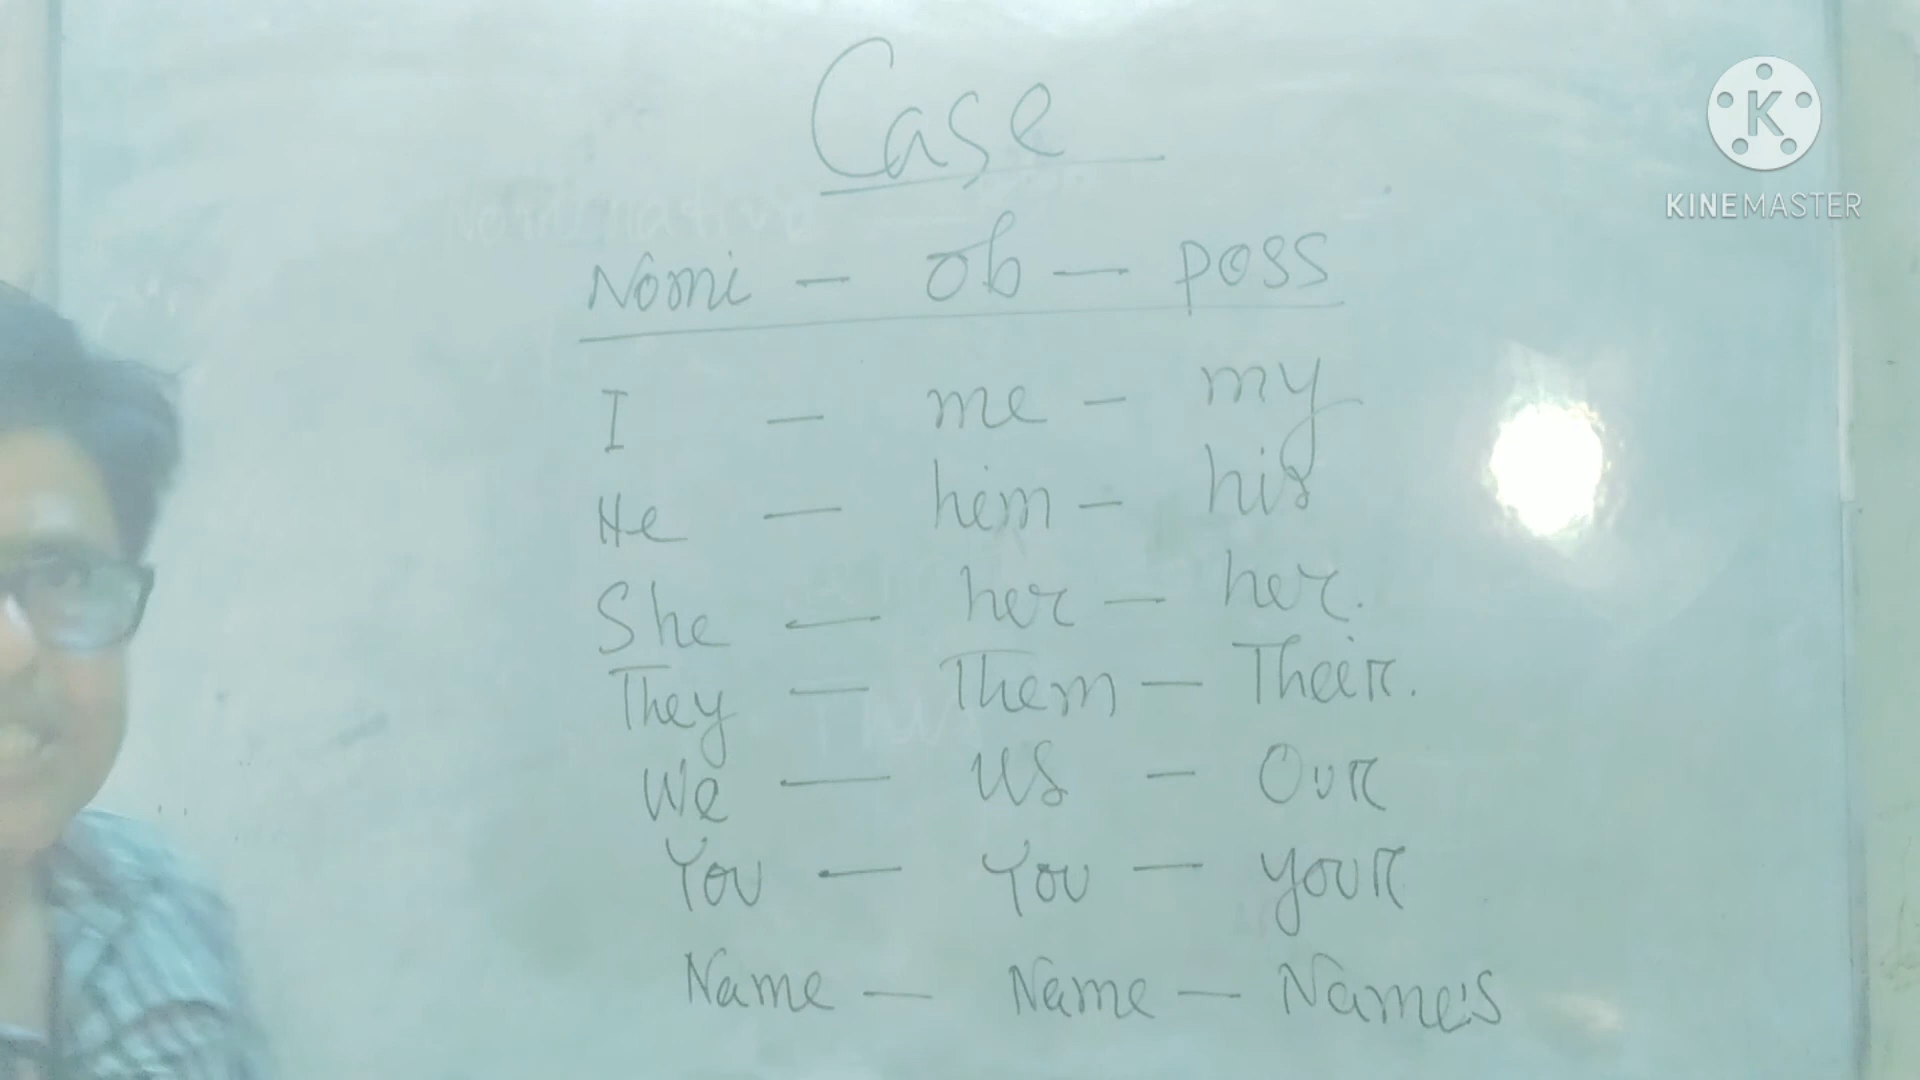 Case
Nomi – Ob – poss
I – me – my
He – him – his
She – her – her.
They – Them – Their.
We – us – Our
You – You – your
Name – Name – Name's
K
KINEMASTER